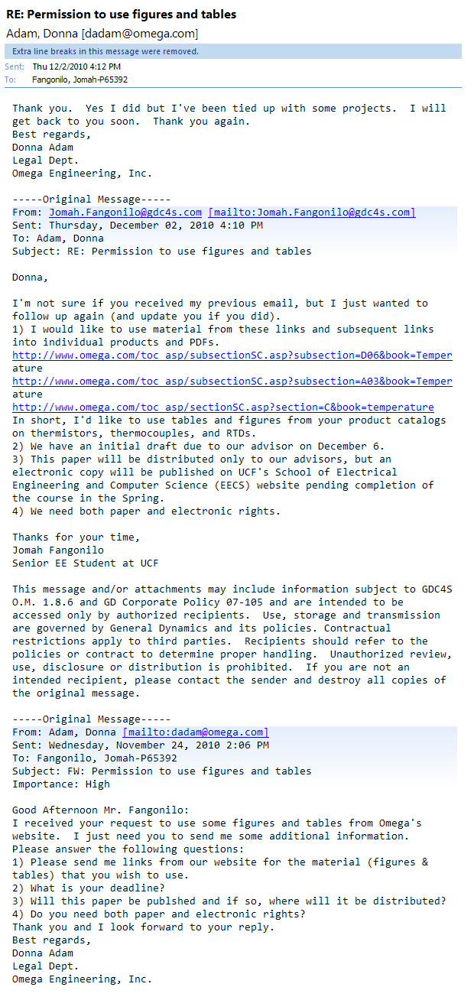 RE: Permission to use figures and tables
Adam, Donna [dadam@omega.com]
Extra line breaks in this message were removed.
Sent: Thu 12/2/2010 4:12 PM
To: Fangonilo, Jomah-P65392
Thank you.  Yes I did but I've been tied up with some projects.  I will
get back to you soon.  Thank you again.
Best regards,
Donna Adam
Legal Dept.
Omega Engineering, Inc.
-----Original Message-----
From: Jomah.Fangonilo@gdc4s.com [mailto:Jomah.Fangonilo@gdc4s.com]
Sent: Thursday, December 02, 2010 4:10 PM
To: Adam, Donna
Subject: RE: Permission to use figures and tables
Donna,
I'm not sure if you received my previous email, but I just wanted to
follow up again (and update you if you did).
1) I would like to use material from these links and subsequent links
into individual products and PDFs.
http://www.omega.com/toc_asp/subsectionSC.asp?subsection=D06&book=Temper
ature
http://www.omega.com/toc_asp/subsectionSC.asp?subsection=A03&book=Temper
ature
http://www.omega.com/toc_asp/sectionSC.asp?section=C&book=temperature
In short, I'd like to use tables and figures from your product catalogs
on thermistors, thermocouples, and RTDs.
2) We have an initial draft due to our advisor on December 6.
3) This paper will be distributed only to our advisors, but an
electronic copy will be published on UCF's School of Electrical
Engineering and Computer Science (EECS) website pending completion of
the course in the Spring.
4) We need both paper and electronic rights.
Thanks for your time,
Jomah Fangonilo
Senior EE Student at UCF
This message and/or attachments may include information subject to GDC4S
O.M. 1.8.6 and GD Corporate Policy 07-105 and are intended to be
accessed only by authorized recipients.  Use, storage and transmission
are governed by General Dynamics and its policies. Contractual
restrictions apply to third parties.  Recipients should refer to the
policies or contract to determine proper handling.  Unauthorized review,
use, disclosure or distribution is prohibited.  If you are not an
intended recipient, please contact the sender and destroy all copies of
the original message.
-----Original Message-----
From: Adam, Donna [mailto:dadam@omega.com]
Sent: Wednesday, November 24, 2010 2:06 PM
To: Fangonilo, Jomah-P65392
Subject: FW: Permission to use figures and tables
Importance: High
Good Afternoon Mr. Fangonilo:
I received your request to use some figures and tables from Omega's
website.  I just need you to send me some additional information.
Please answer the following questions:
1) Please send me links from our website for the material (figures &
tables) that you wish to use.
2) What is your deadline?
3) Will this paper be publshed and if so, where will it be distributed?
4) Do you need both paper and electronic rights?
Thank you and I look forward to your reply.
Best regards,
Donna Adam
Legal Dept.
Omega Engineering, Inc.